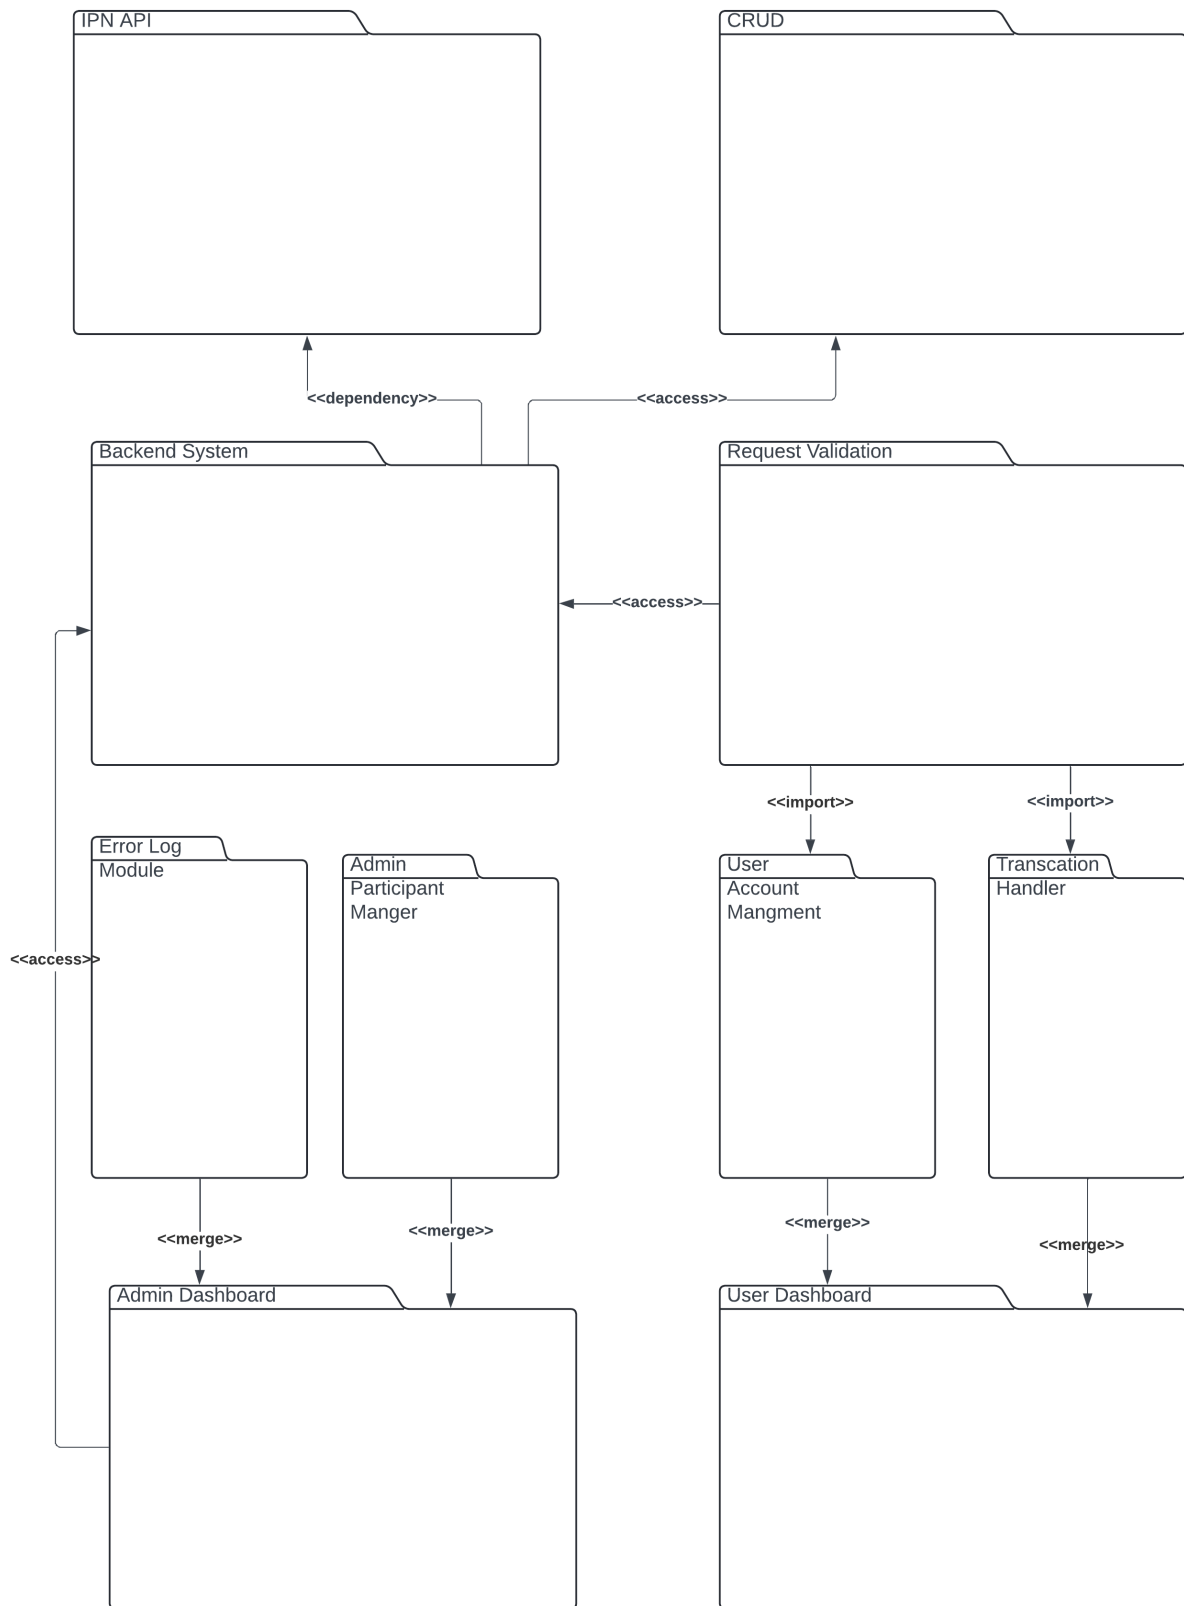 IPN API
CRUD
<<dependency>>
<<access>>
Backend System
Request Validation
<<access>>
<<import>>
<<import>>
Error Log
Module
Admin
Participant
Manger
User
Account
Mangment
Transcation
Handler
<<access>>
<<merge>>
<<merge>>
<<merge>>
<<merge>>
Admin Dashboard
User Dashboard